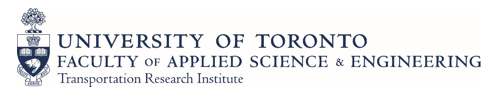 UNIVERSITY OF TORONTO
FACULTY OF APPLIED SCIENCE & ENGINEERING
Transportation Research Institute